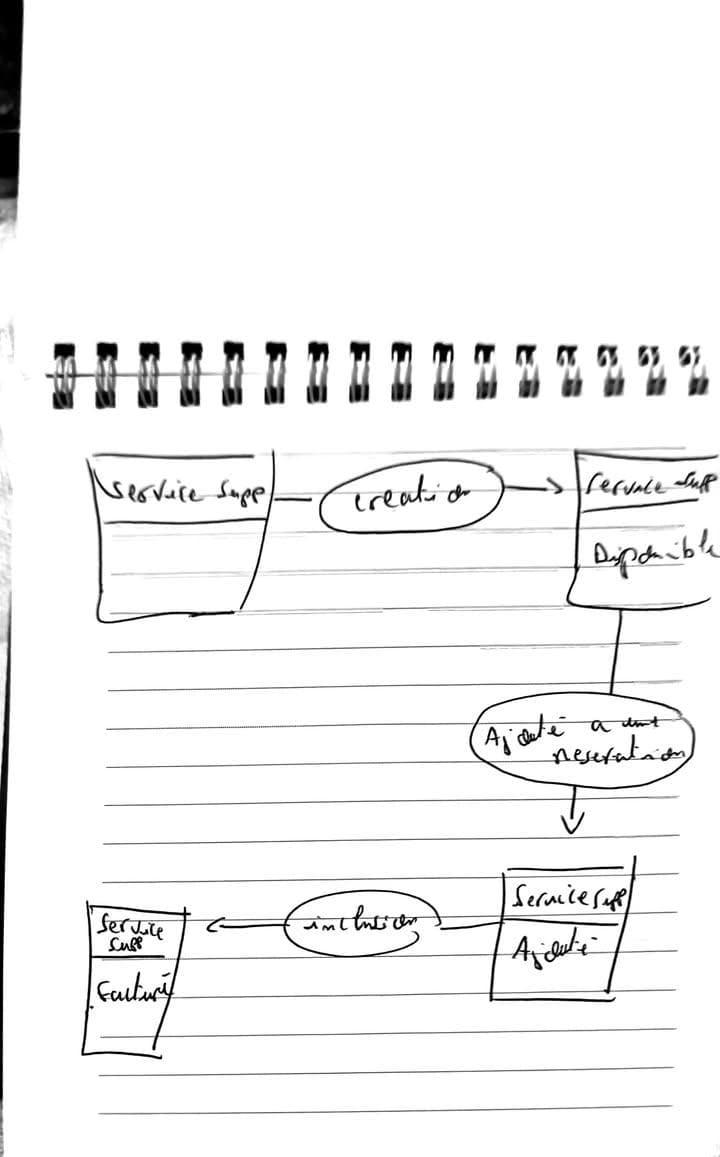 Service Supp
Creation
Service Supp
Disponible
Ajouté a une
reservation
Service Supp
Ajouté
inclusion
Service
Supp
Facturé